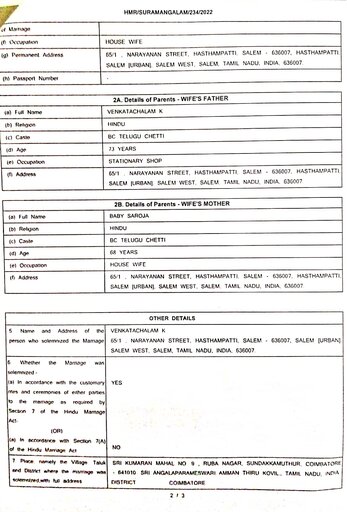 HMR/SURAMANGALAM/234/2022
of Marriage
(f) Occupation HOUSE WIFE
(g) Permanent Address 65/1 , NARAYANAN STREET, HASTHAMPATTI, SALEM - 636007, HASTHAMPATTI,
SALEM [URBAN], SALEM WEST, SALEM, TAMIL NADU, INDIA, 636007
(h) Passport Number -
2A. Details of Parents - WIFE'S FATHER
(a) Full Name VENKATACHALAM K
(b) Religion HINDU
(c) Caste BC TELUGU CHETTI
(d) Age 73 YEARS
(e) Occupation STATIONARY SHOP
(f) Address 65/1 , NARAYANAN STREET, HASTHAMPATTI, SALEM - 636007, HASTHAMPATTI,
SALEM [URBAN], SALEM WEST, SALEM, TAMIL NADU, INDIA, 636007
2B. Details of Parents - WIFE'S MOTHER
(a) Full Name BABY SAROJA
(b) Religion HINDU
(c) Caste BC TELUGU CHETTI
(d) Age 68 YEARS
(e) Occupation HOUSE WIFE
(f) Address 65/1 , NARAYANAN STREET, HASTHAMPATTI, SALEM - 636007, HASTHAMPATTI,
SALEM [URBAN], SALEM WEST, SALEM, TAMIL NADU, INDIA, 636007
OTHER DETAILS
5 Name and Address of the VENKATACHALAM K
person who solemnized the Marriage 65/1 , NARAYANAN STREET, HASTHAMPATTI, SALEM - 636007, SALEM [URBAN]
SALEM WEST, SALEM, TAMIL NADU, INDIA, 636007
6 Whether the Marriage was
solemnized -
(a) In accordance with the customary YES
rites and ceremonies of either parties
to the marriage as required by
Section 7 of the Hindu Marriage
Act
(OR)
(a) In accordance with Section 7(A)
of the Hindu Marriage Act NO
7 Place namely the Village Taluk SRI KUMARAN MAHAL NO 9 , RUBA NAGAR, SUNDAKKAMUTHUR, COIMBATORE
and District where the marriage was - 641010 SRI ANGALAPARAMESWARI AMMAN THIRU KOVIL., TAMIL NADU, INDIA,
solemnized,with full address DISTRICT COIMBATORE
2 / 3